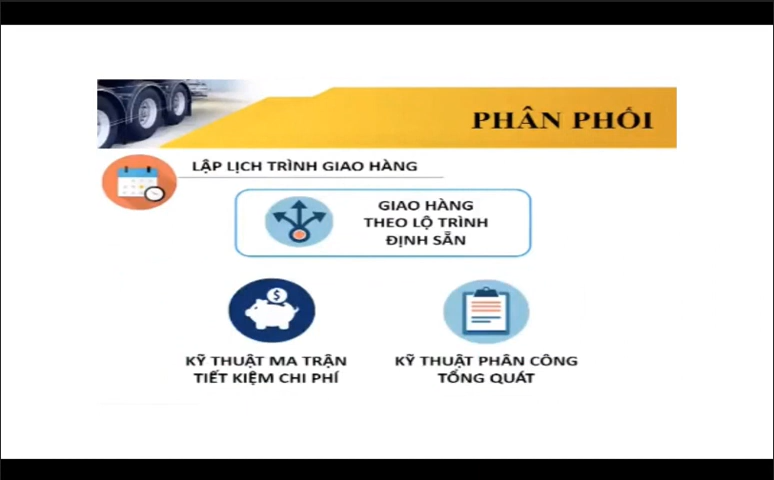 PHÂN PHỐI
LẬP LỊCH TRÌNH GIAO HÀNG
GIAO HÀNG
THEO LỘ TRÌNH
ĐỊNH SẴN
$
KỸ THUẬT MA TRẬN
TIẾT KIỆM CHI PHÍ
KỸ THUẬT PHÂN CÔNG
TỔNG QUÁT